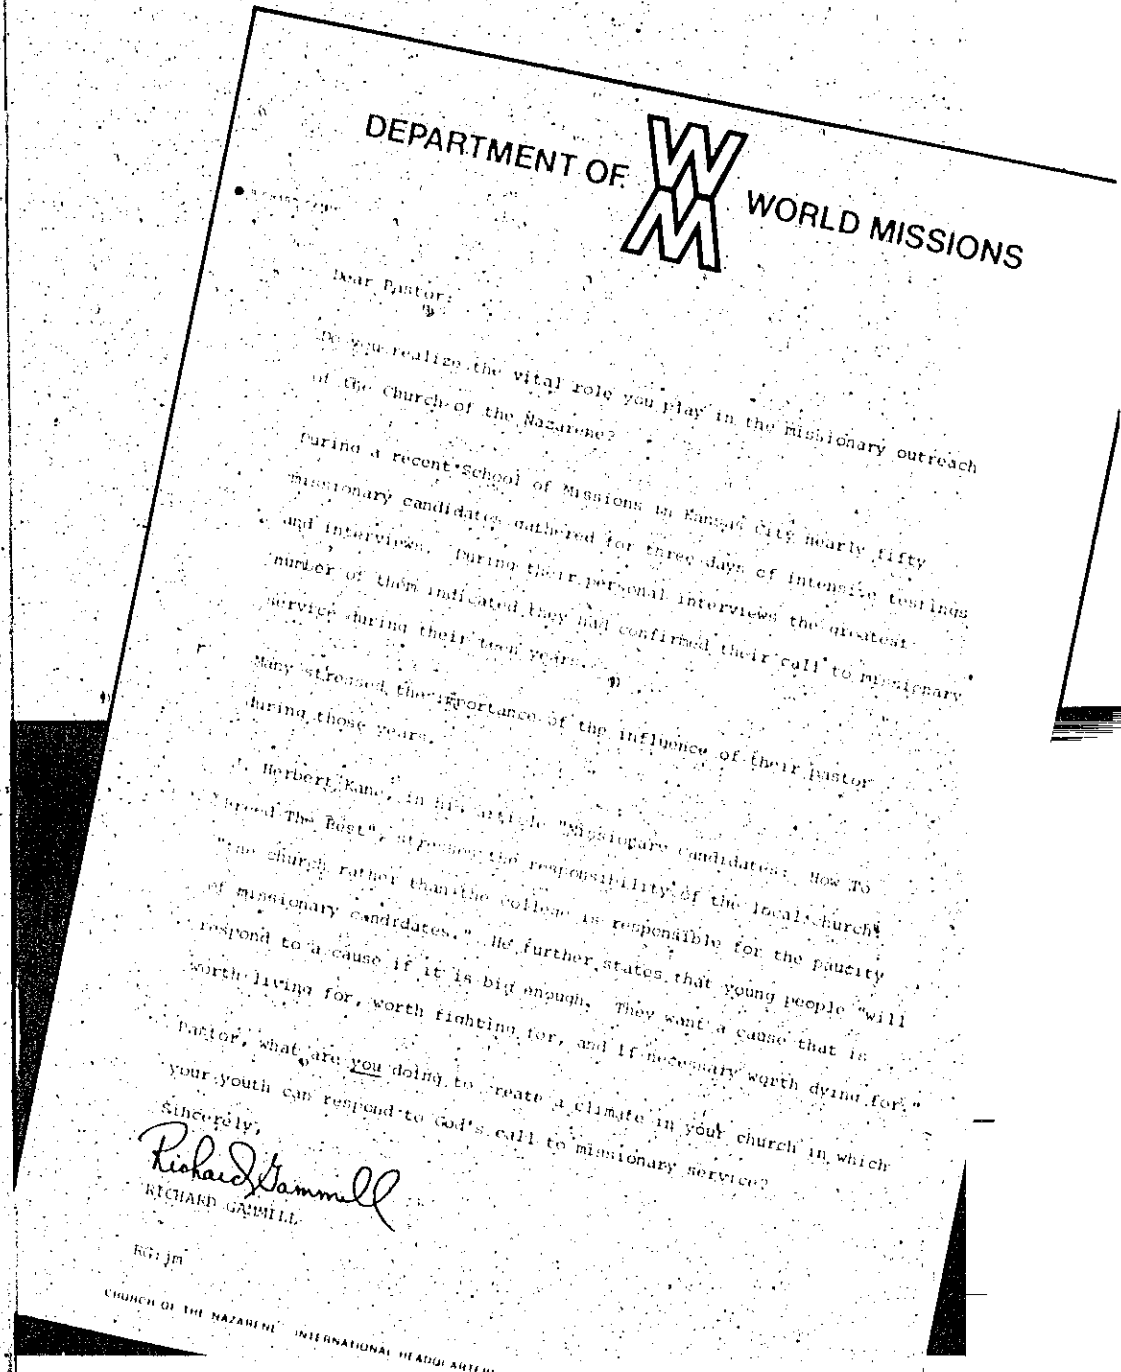 DEPARTMENT OF WM WORLD MISSIONS
Dear Pastor:
Do you realize the vital role you play in the missionary outreach
of the Church of the Nazarene?
During a recent School of Missions in Kansas City nearly fifty
missionary candidates gathered for three days of intensive testings
and interviews. During their personal interviews the greatest
number of them indicated they had confirmed their call to missionary
service during their teen years.
Many stressed the importance of the influence of their pastor
during those years.
Herbert Kane, in his article "Missionary Candidates: How To
Breed The Best", stresses the responsibility of the local church:
"the church rather than the college is responsible for the paucity
of missionary candidates." He further states that young people "will
respond to a cause if it is big enough. They want a cause that is
worth living for, worth fighting for, and if necessary worth dying for."
Pastor, what are you doing to create a climate in your church in which
your youth can respond to God's call to missionary service?
Sincerely,
Richard Gammill
RICHARD GAMMILL
RG:jm
CHURCH OF THE NAZARENE INTERNATIONAL HEADQUARTERS